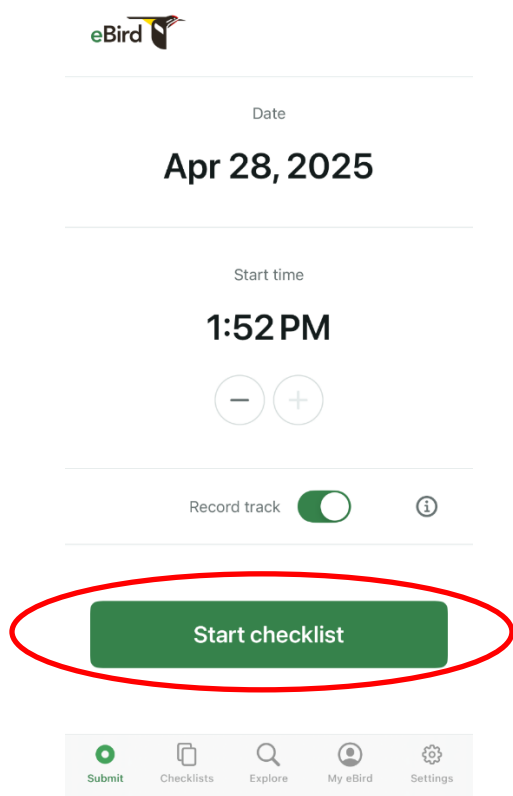 eBird
Date
Apr 28, 2025
Start time
1:52 PM
Record track
Start checklist
Submit Checklists Explore My eBird Settings